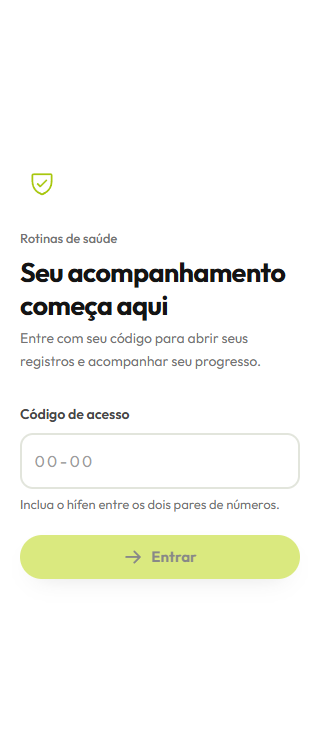 Rotinas de saúde
Seu acompanhamento
começa aqui
Entre com seu código para abrir seus
registros e acompanhar seu progresso.
Código de acesso
00-00
Inclua o hífen entre os dois pares de números.
Entrar